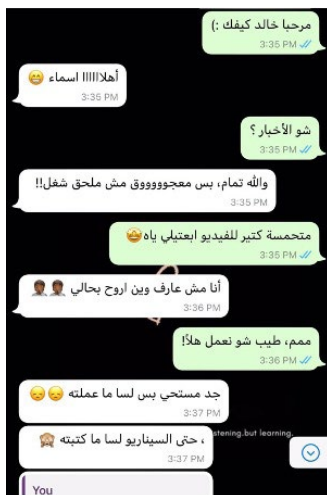 مرحبا خالد كيفك :)
3:35 PM
أهلااااا اسماء 😁
3:35 PM
شو الأخبار ؟
3:35 PM
والله تمام، بس معجوووووق مش ملحق شغل!!
3:35 PM
متحمسة كتير للفيديو ابعتيلي ياه🤩
3:35 PM
أنا مش عارف وين اروح بحالي 🤦🏾‍♂️🤦🏾‍♂️
3:36 PM
ممم، طيب شو نعمل هلأ!
3:36 PM
جد مستحي بس لسا ما عملته 😞😞
3:37 PM
stening.but learning.
، حتى السيناريو لسا ما كتبته 🙊
3:37 PM
You